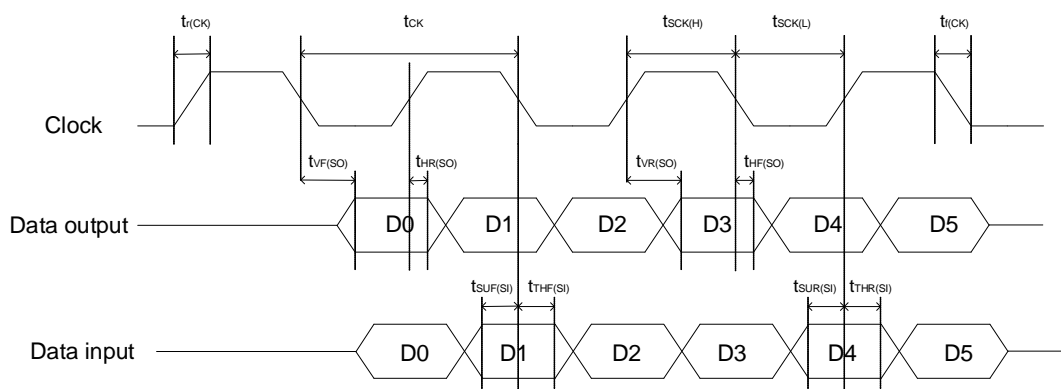 tr(CK) tCK tSCK(H) tSCK(L) tf(CK)
Clock
tVF(SO) tHR(SO) tVR(SO) tHF(SO)
Data output D0 D1 D2 D3 D4 D5
tSUF(SI) tTHF(SI) tSUR(SI) tTHR(SI)
Data input D0 D1 D2 D3 D4 D5